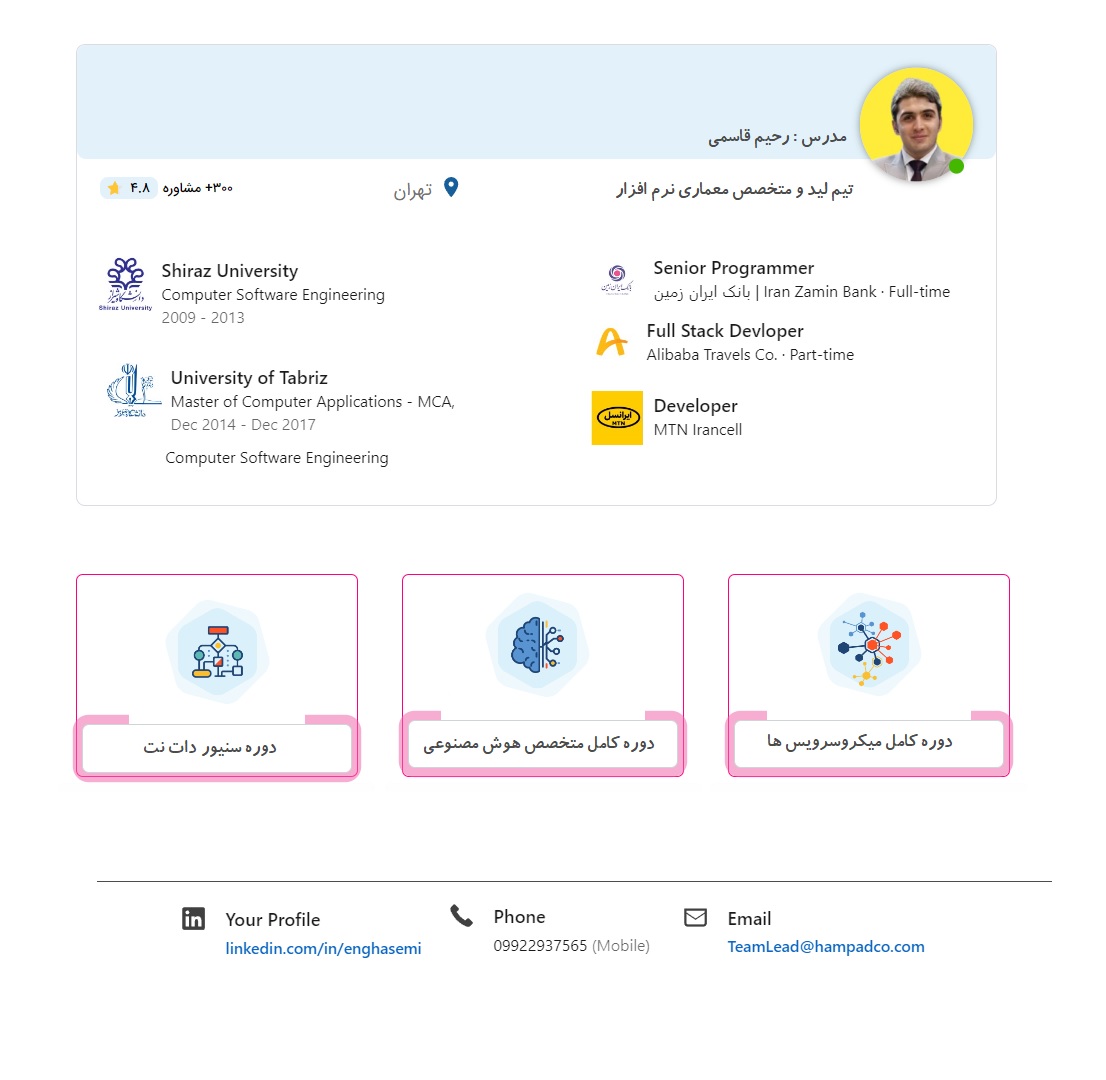 مدرس : رحیم قاسمی
تیم لید و متخصص معماری نرم افزار
تهران
۳۰۰+ مشاوره ۴.۸
Senior Programmer
بانک ایران زمین | Iran Zamin Bank · Full-time
Full Stack Devloper
Alibaba Travels Co. · Part-time
ایرانسل
MTN
Developer
MTN Irancell
Shiraz University
Shiraz University
Computer Software Engineering
2009 - 2013
University of Tabriz
Master of Computer Applications - MCA,
Dec 2014 - Dec 2017
Computer Software Engineering
دوره کامل میکروسرویس ها
دوره کامل متخصص هوش مصنوعی
دوره سنیور دات نت
Your Profile
linkedin.com/in/enghasemi
Phone
09922937565 (Mobile)
Email
TeamLead@hampadco.com